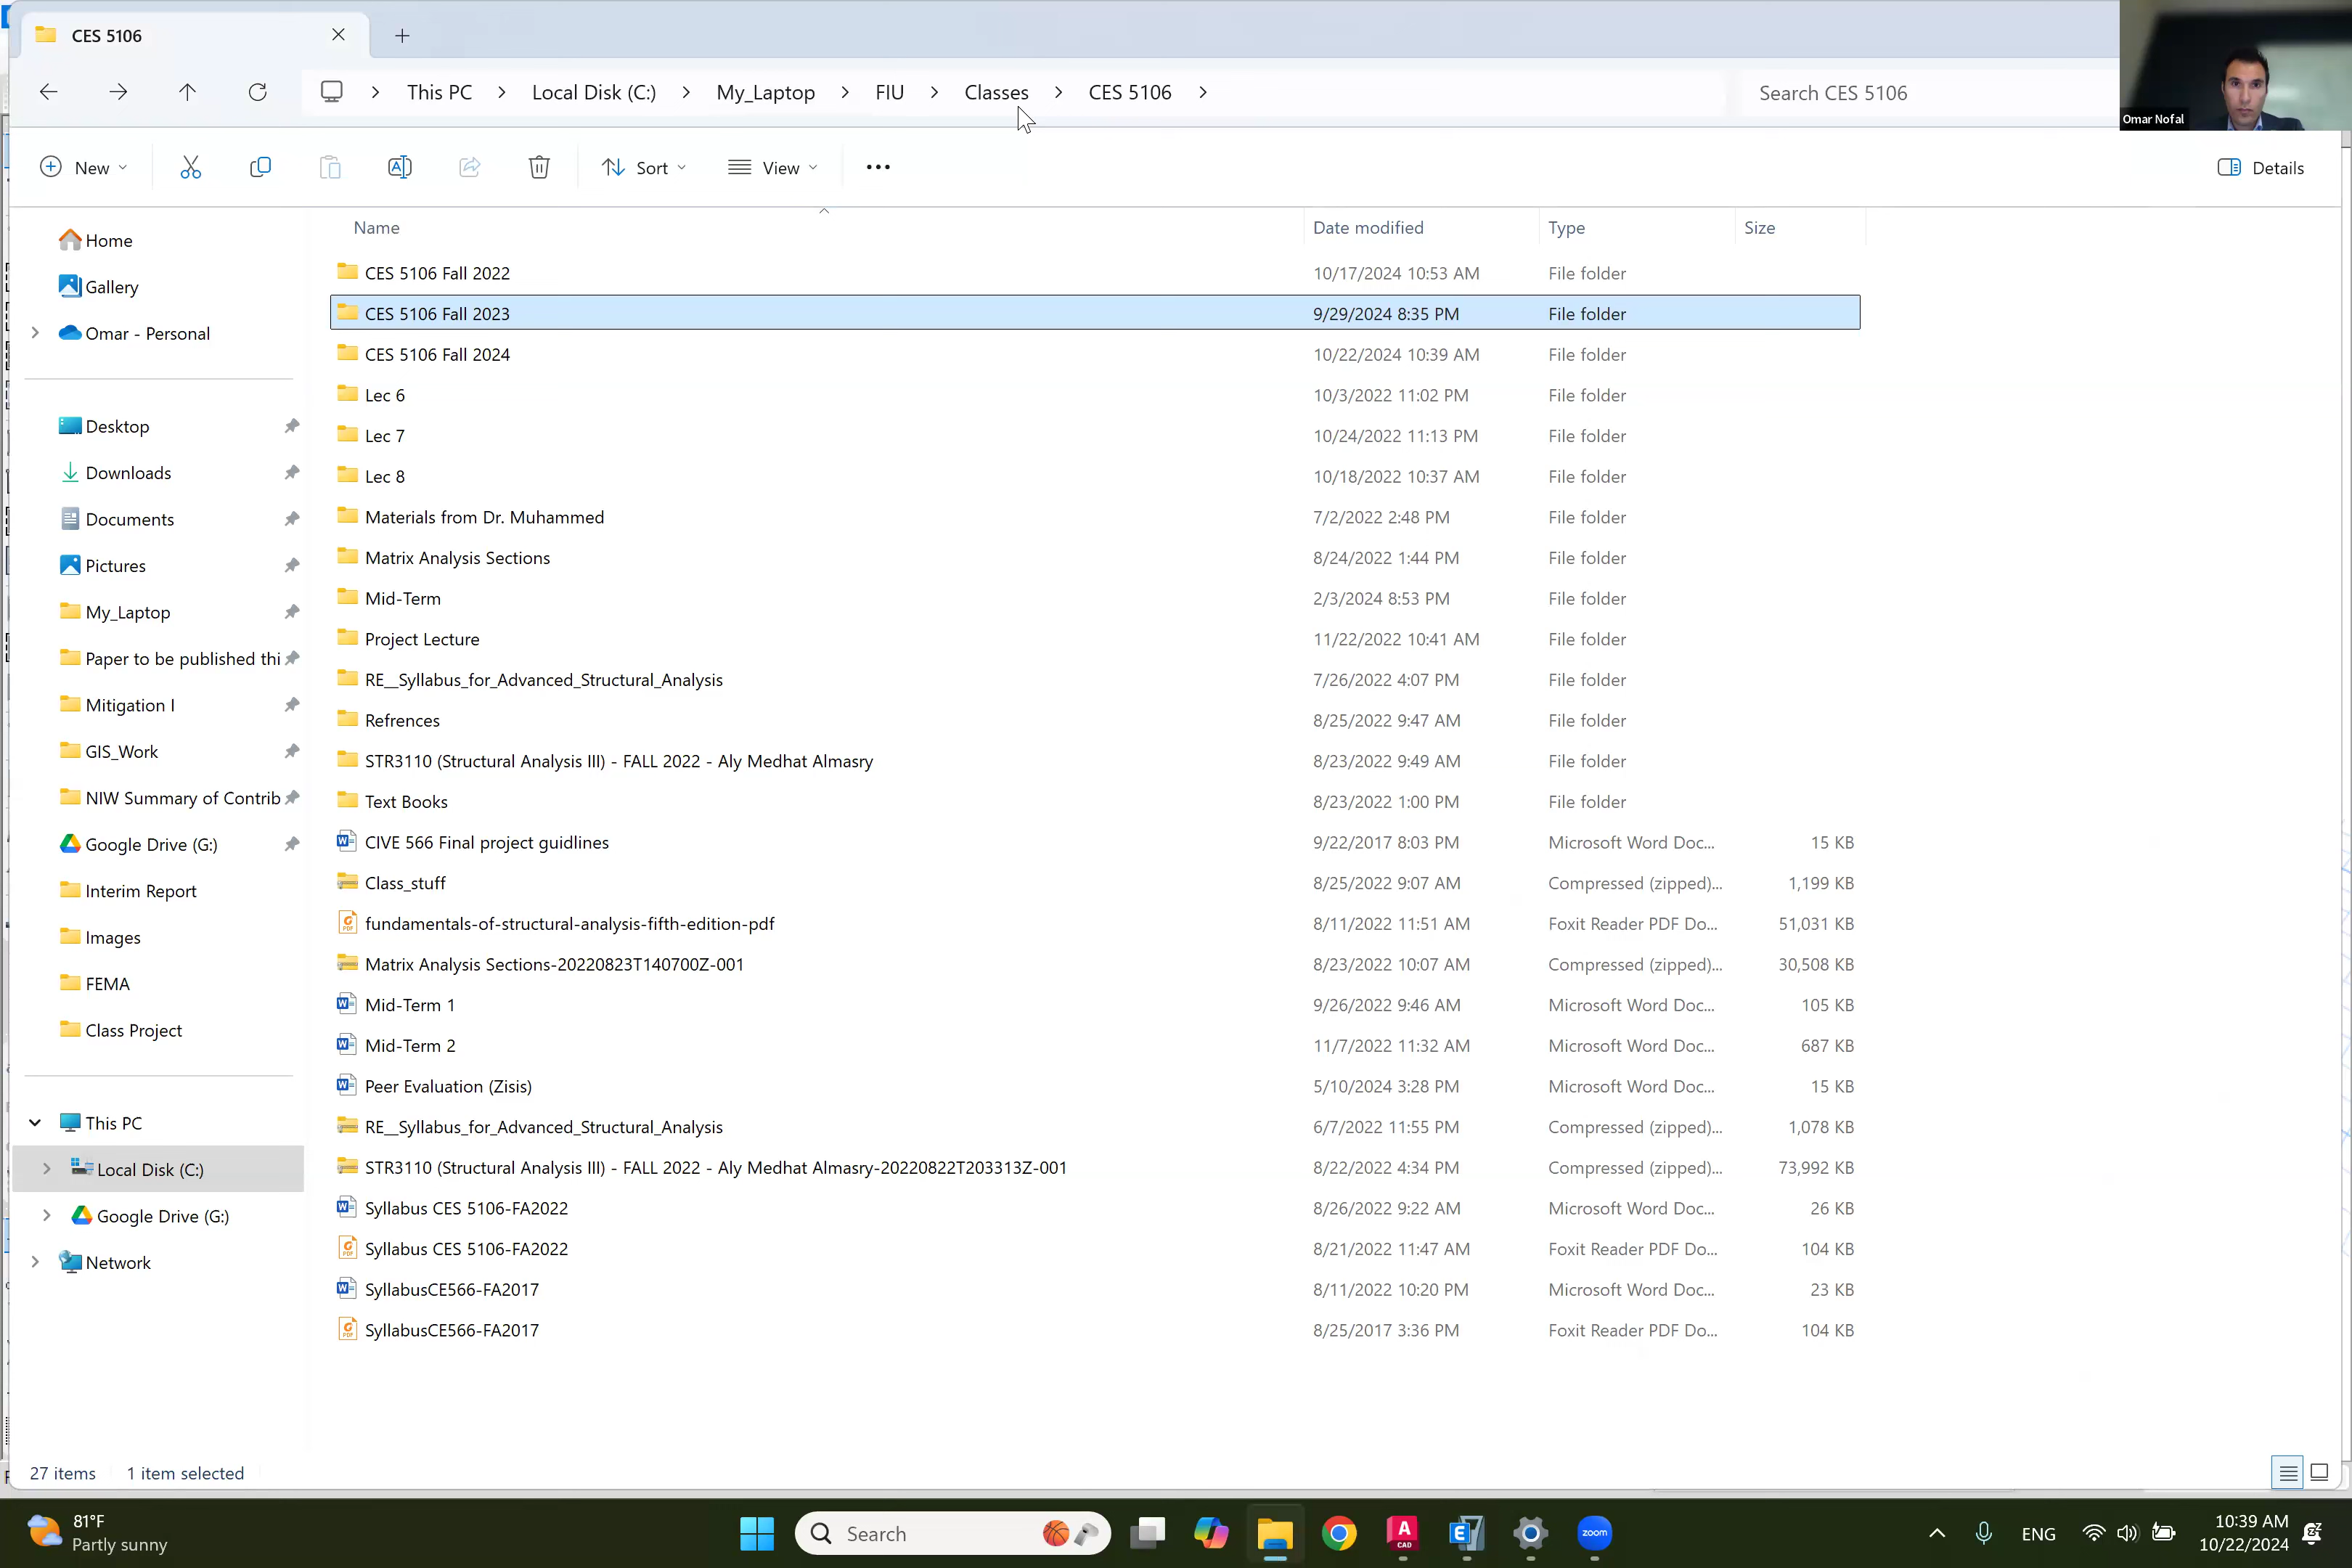 CES 5106
This PC > Local Disk (C:) > My_Laptop > FIU > Classes > CES 5106 >
Search CES 5106
Omar Nofal
New
Sort
View
Details
Home
Gallery
Omar - Personal
Desktop
Downloads
Documents
Pictures
My_Laptop
Paper to be published thi
Mitigation I
GIS_Work
NIW Summary of Contrib
Google Drive (G:)
Interim Report
Images
FEMA
Class Project
This PC
Local Disk (C:)
Google Drive (G:)
Network
Name Date modified Type Size
CES 5106 Fall 2022 10/17/2024 10:53 AM File folder
CES 5106 Fall 2023 9/29/2024 8:35 PM File folder
CES 5106 Fall 2024 10/22/2024 10:39 AM File folder
Lec 6 10/3/2022 11:02 PM File folder
Lec 7 10/24/2022 11:13 PM File folder
Lec 8 10/18/2022 10:37 AM File folder
Materials from Dr. Muhammed 7/2/2022 2:48 PM File folder
Matrix Analysis Sections 8/24/2022 1:44 PM File folder
Mid-Term 2/3/2024 8:53 PM File folder
Project Lecture 11/22/2022 10:41 AM File folder
RE__Syllabus_for_Advanced_Structural_Analysis 7/26/2022 4:07 PM File folder
Refrences 8/25/2022 9:47 AM File folder
STR3110 (Structural Analysis III) - FALL 2022 - Aly Medhat Almasry 8/23/2022 9:49 AM File folder
Text Books 8/23/2022 1:00 PM File folder
CIVE 566 Final project guidlines 9/22/2017 8:03 PM Microsoft Word Doc... 15 KB
Class_stuff 8/25/2022 9:07 AM Compressed (zipped)... 1,199 KB
fundamentals-of-structural-analysis-fifth-edition-pdf 8/11/2022 11:51 AM Foxit Reader PDF Do... 51,031 KB
Matrix Analysis Sections-20220823T140700Z-001 8/23/2022 10:07 AM Compressed (zipped)... 30,508 KB
Mid-Term 1 9/26/2022 9:46 AM Microsoft Word Doc... 105 KB
Mid-Term 2 11/7/2022 11:32 AM Microsoft Word Doc... 687 KB
Peer Evaluation (Zisis) 5/10/2024 3:28 PM Microsoft Word Doc... 15 KB
RE__Syllabus_for_Advanced_Structural_Analysis 6/7/2022 11:55 PM Compressed (zipped)... 1,078 KB
STR3110 (Structural Analysis III) - FALL 2022 - Aly Medhat Almasry-20220822T203313Z-001 8/22/2022 4:34 PM Compressed (zipped)... 73,992 KB
Syllabus CES 5106-FA2022 8/26/2022 9:22 AM Microsoft Word Doc... 26 KB
Syllabus CES 5106-FA2022 8/21/2022 11:47 AM Foxit Reader PDF Do... 104 KB
SyllabusCE566-FA2017 8/11/2022 10:20 PM Microsoft Word Doc... 23 KB
SyllabusCE566-FA2017 8/25/2017 3:36 PM Foxit Reader PDF Do... 104 KB
27 items 1 item selected
81°F
Partly sunny
Search
A CAD
E
zoom
ENG
10:39 AM
10/22/2024